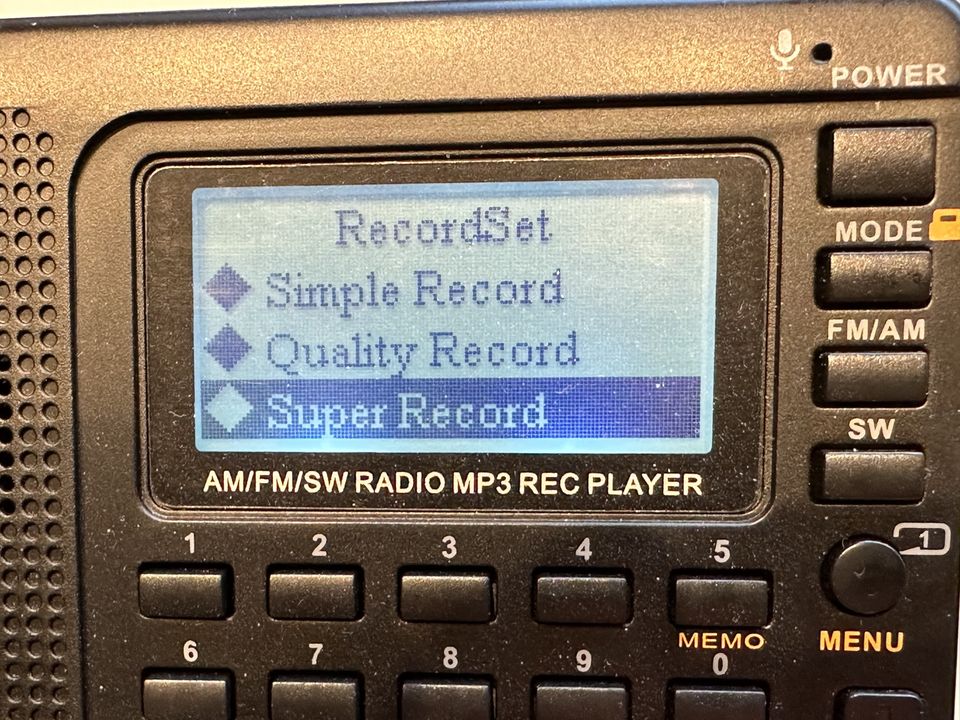 POWER
RecordSet
Simple Record
Quality Record
Super Record
MODE
FM/AM
SW
AM/FM/SW RADIO MP3 REC PLAYER
1 2 3 4 5
1
MEMO
MENU
6 7 8 9 0